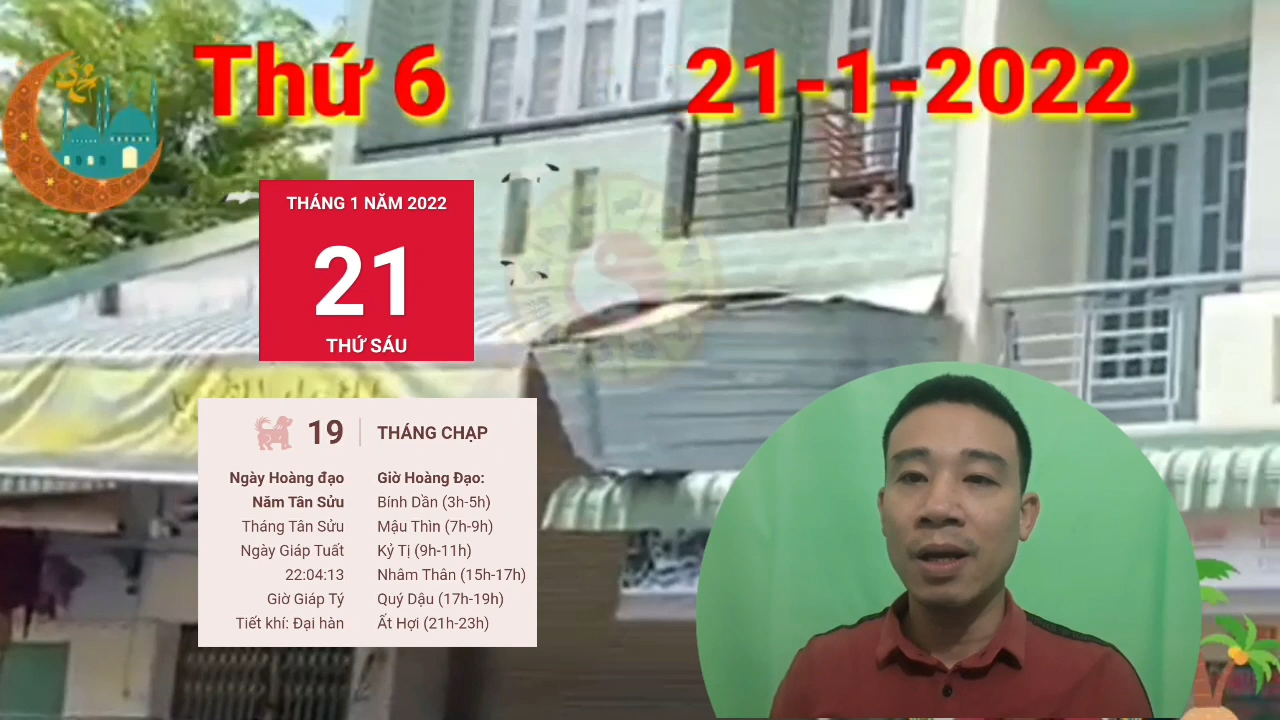 Thứ 6 21-1-2022
THÁNG 1 NĂM 2022
21
THỨ SÁU
19 THÁNG CHẠP
Ngày Hoàng đạo
Năm Tân Sửu
Tháng Tân Sửu
Ngày Giáp Tuất
22:04:13
Giờ Giáp Tý
Tiết khí: Đại hàn
Giờ Hoàng Đạo:
Bính Dần (3h-5h)
Mậu Thìn (7h-9h)
Kỷ Tị (9h-11h)
Nhâm Thân (15h-17h)
Quý Dậu (17h-19h)
Ất Hợi (21h-23h)